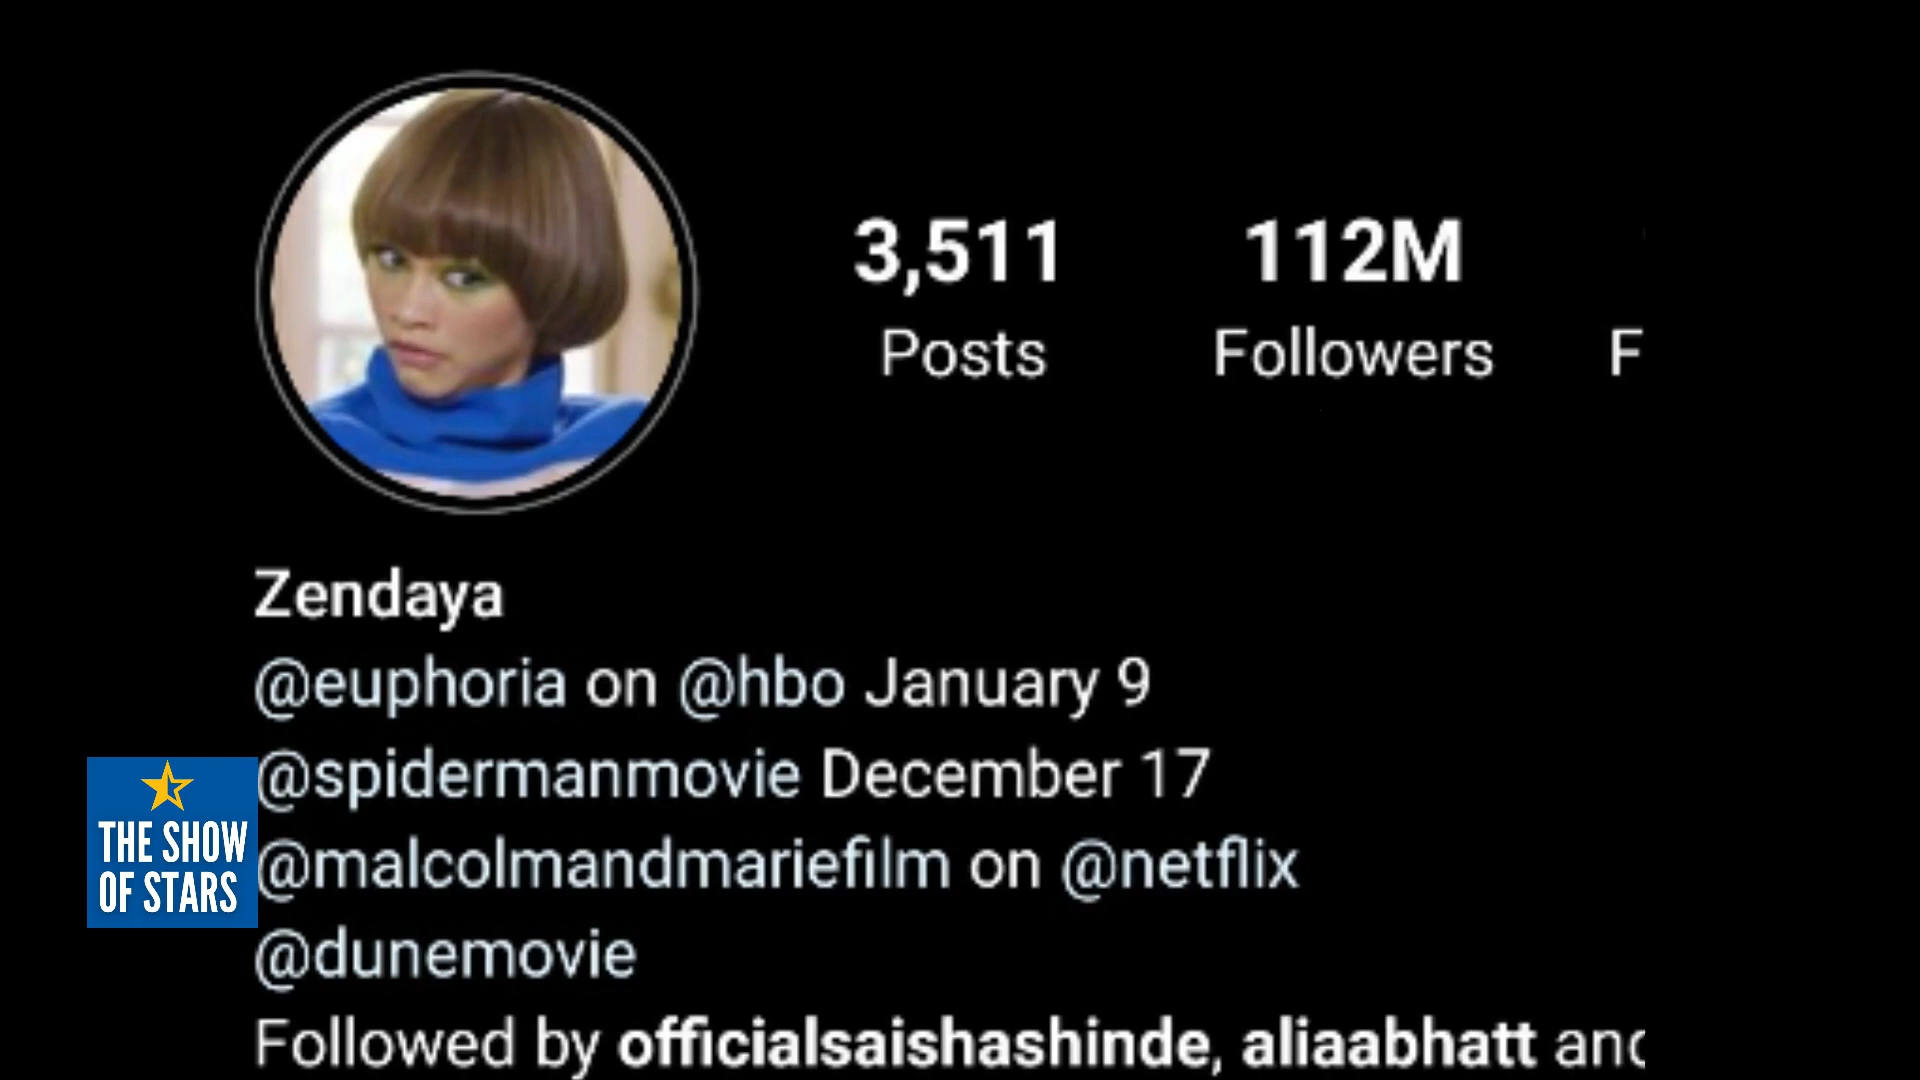 3,511
Posts
112M
Followers
F
Zendaya
@euphoria on @hbo January 9
@spidermanmovie December 17
@malcolmandmariefilm on @netflix
@dunemovie
Followed by officialsaishashinde, aliaabhatt and
THE SHOW
OF STARS